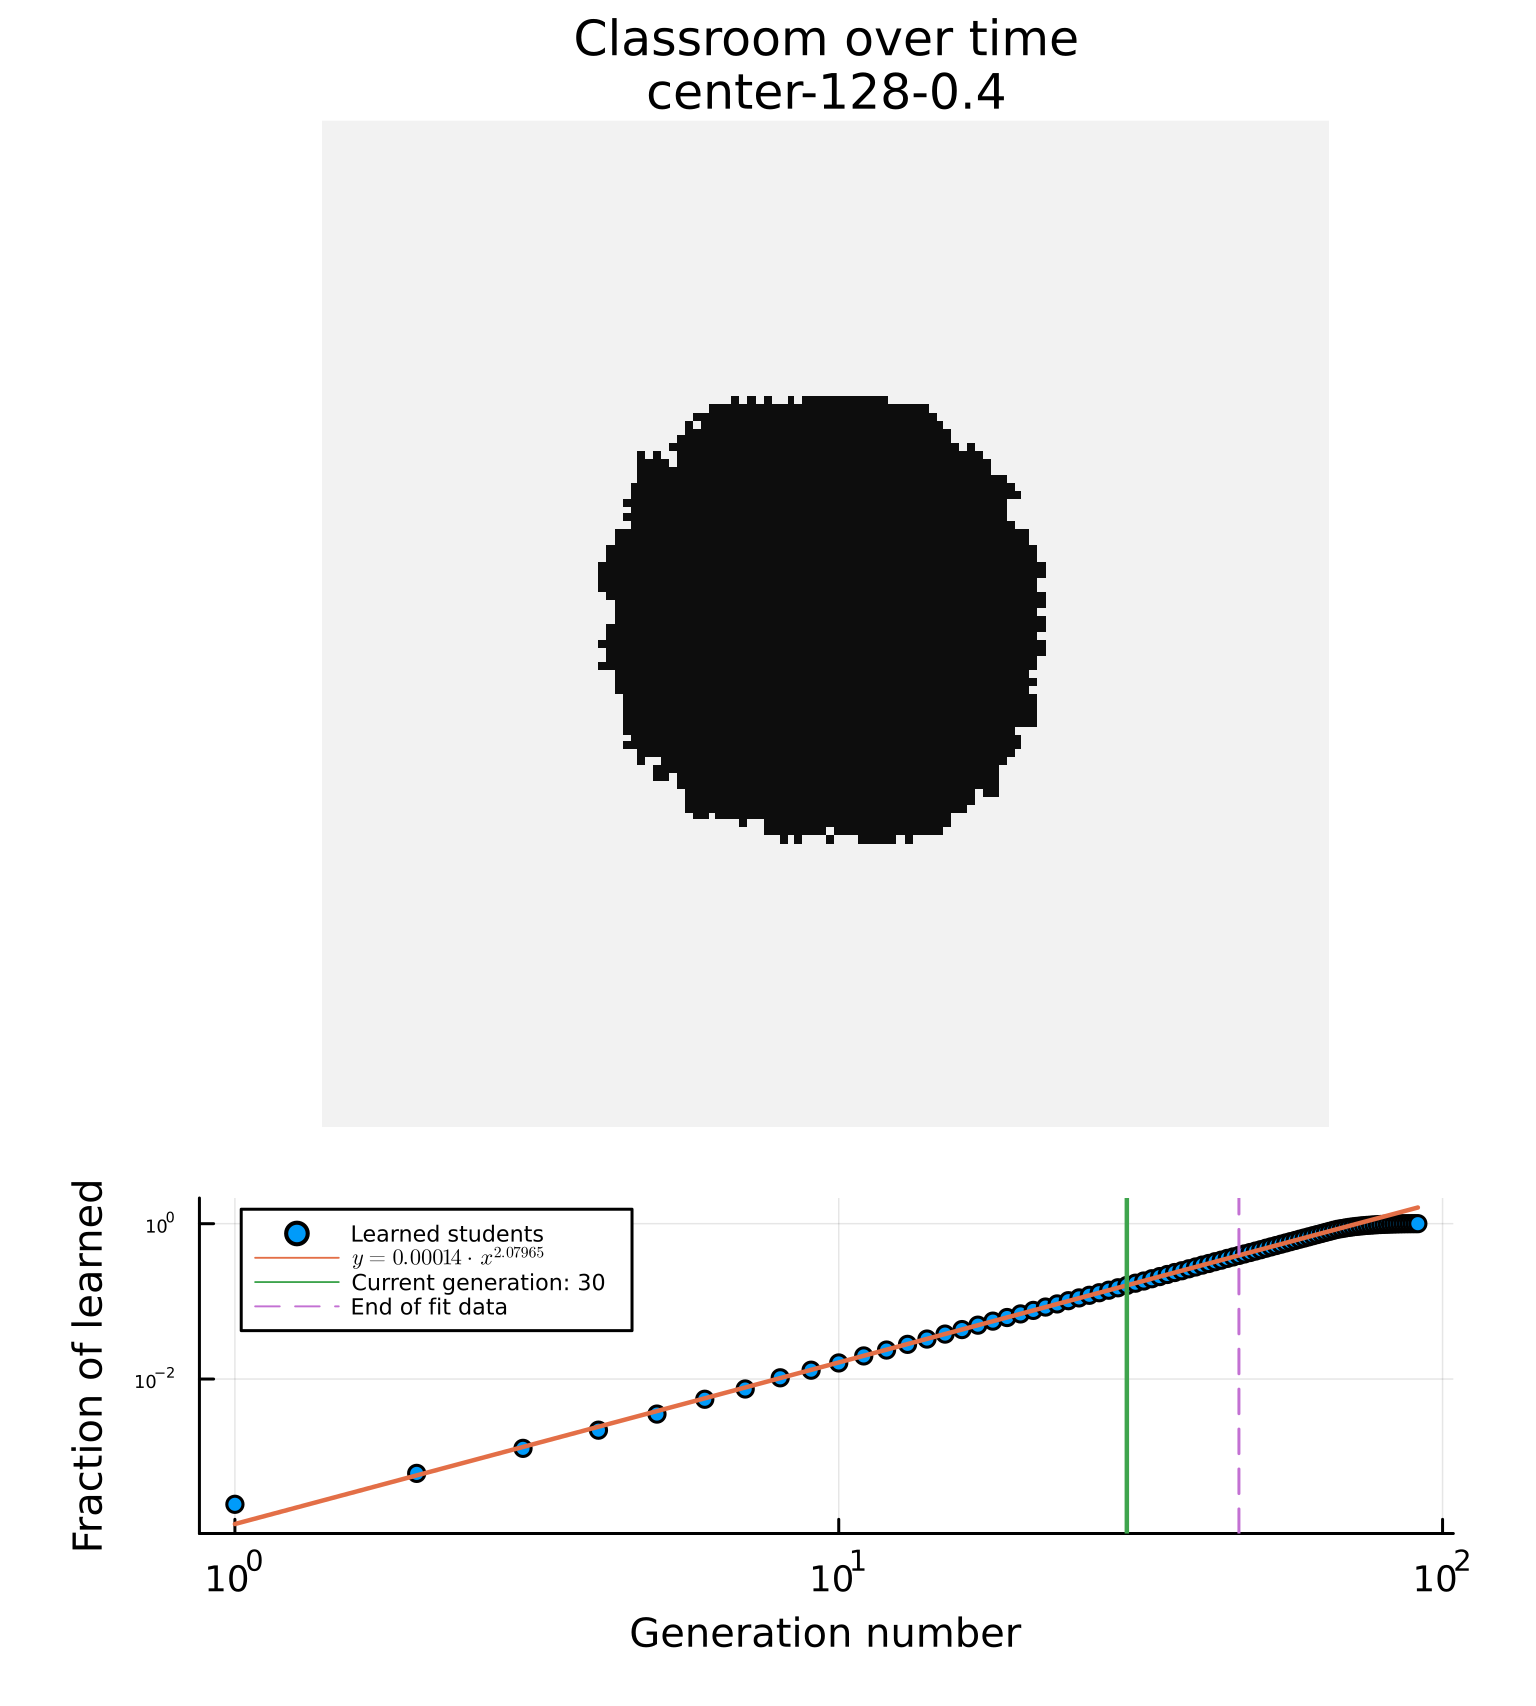 Classroom over time
center-128-0.4
Fraction of learned
10^0
10^{-2}
Learned students
y = 0.00014 · x^{2.07965}
Current generation: 30
End of fit data
10^0 10^1 10^2
Generation number